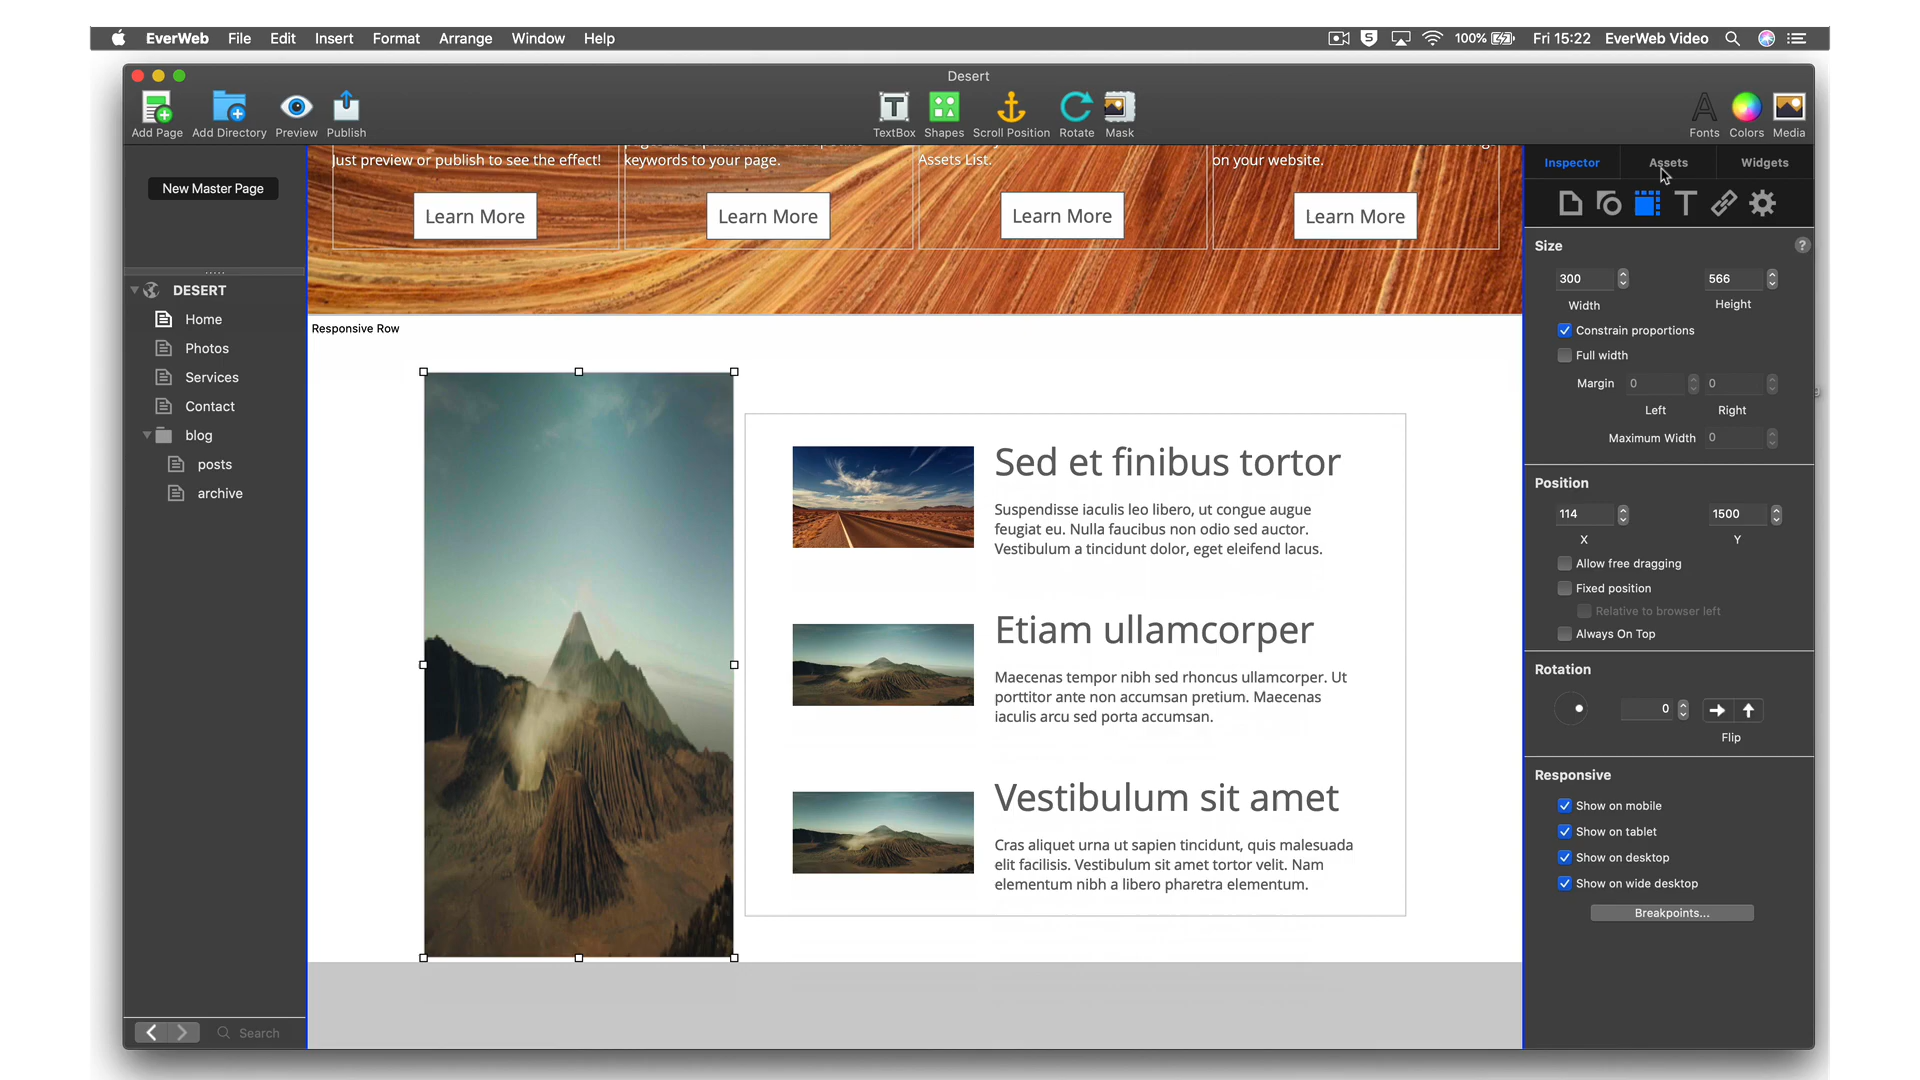 EverWeb File Edit Insert Format Arrange Window Help
100% Fri 15:22 EverWeb Video
Desert
Add Page Add Directory Preview Publish
TextBox Shapes Scroll Position Rotate Mask
Fonts Colors Media
New Master Page
DESERT
Home
Photos
Services
Contact
blog
posts
archive
Search
Just preview or publish to see the effect!
keywords to your page.
Assets List.
on your website.
Learn More
Learn More
Learn More
Learn More
Responsive Row
Sed et finibus tortor
Suspendisse iaculis leo libero, ut congue augue
feugiat eu. Nulla faucibus non odio sed auctor.
Vestibulum a tincidunt dolor, eget eleifend lacus.
Etiam ullamcorper
Maecenas tempor nibh sed rhoncus ullamcorper. Ut
porttitor ante non accumsan pretium. Maecenas
iaculis arcu sed porta accumsan.
Vestibulum sit amet
Cras aliquet urna ut sapien tincidunt, quis malesuada
elit facilisis. Vestibulum sit amet tortor velit. Nam
elementum nibh a libero pharetra elementum.
Inspector Assets Widgets
Size ?
300 566
Width Height
Constrain proportions
Full width
Margin 0 0
Left Right
Maximum Width 0
Position
114 1500
X Y
Allow free dragging
Fixed position
Relative to browser left
Always On Top
Rotation
0
Flip
Responsive
Show on mobile
Show on tablet
Show on desktop
Show on wide desktop
Breakpoints...